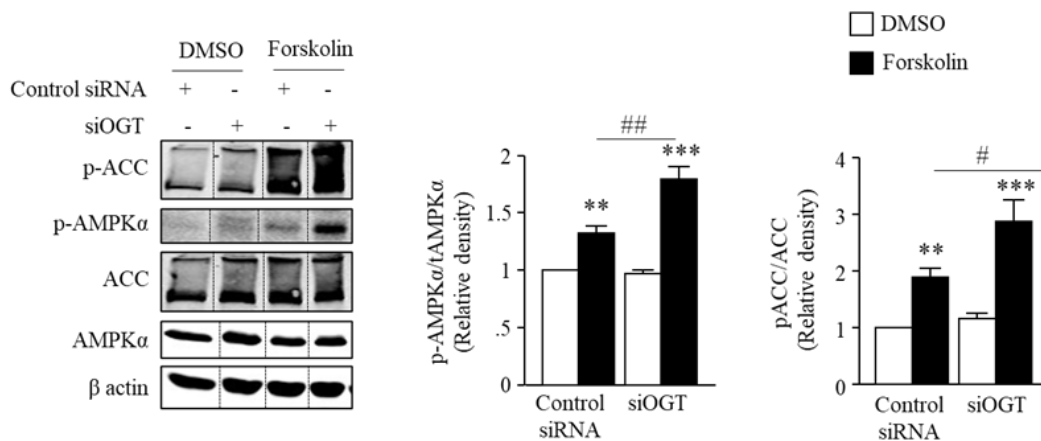 DMSO Forskolin
Control siRNA + - + -
siOGT - + - +
p-ACC
p-AMPKα
ACC
AMPKα
β actin
p-AMPKα/tAMPKα
(Relative density)
2
1.5
1
.5
0
**
##
***
Control
siRNA
siOGT
DMSO
Forskolin
pACC/ACC
(Relative density)
4
3
2
1
0
**
#
***
Control
siRNA
siOGT